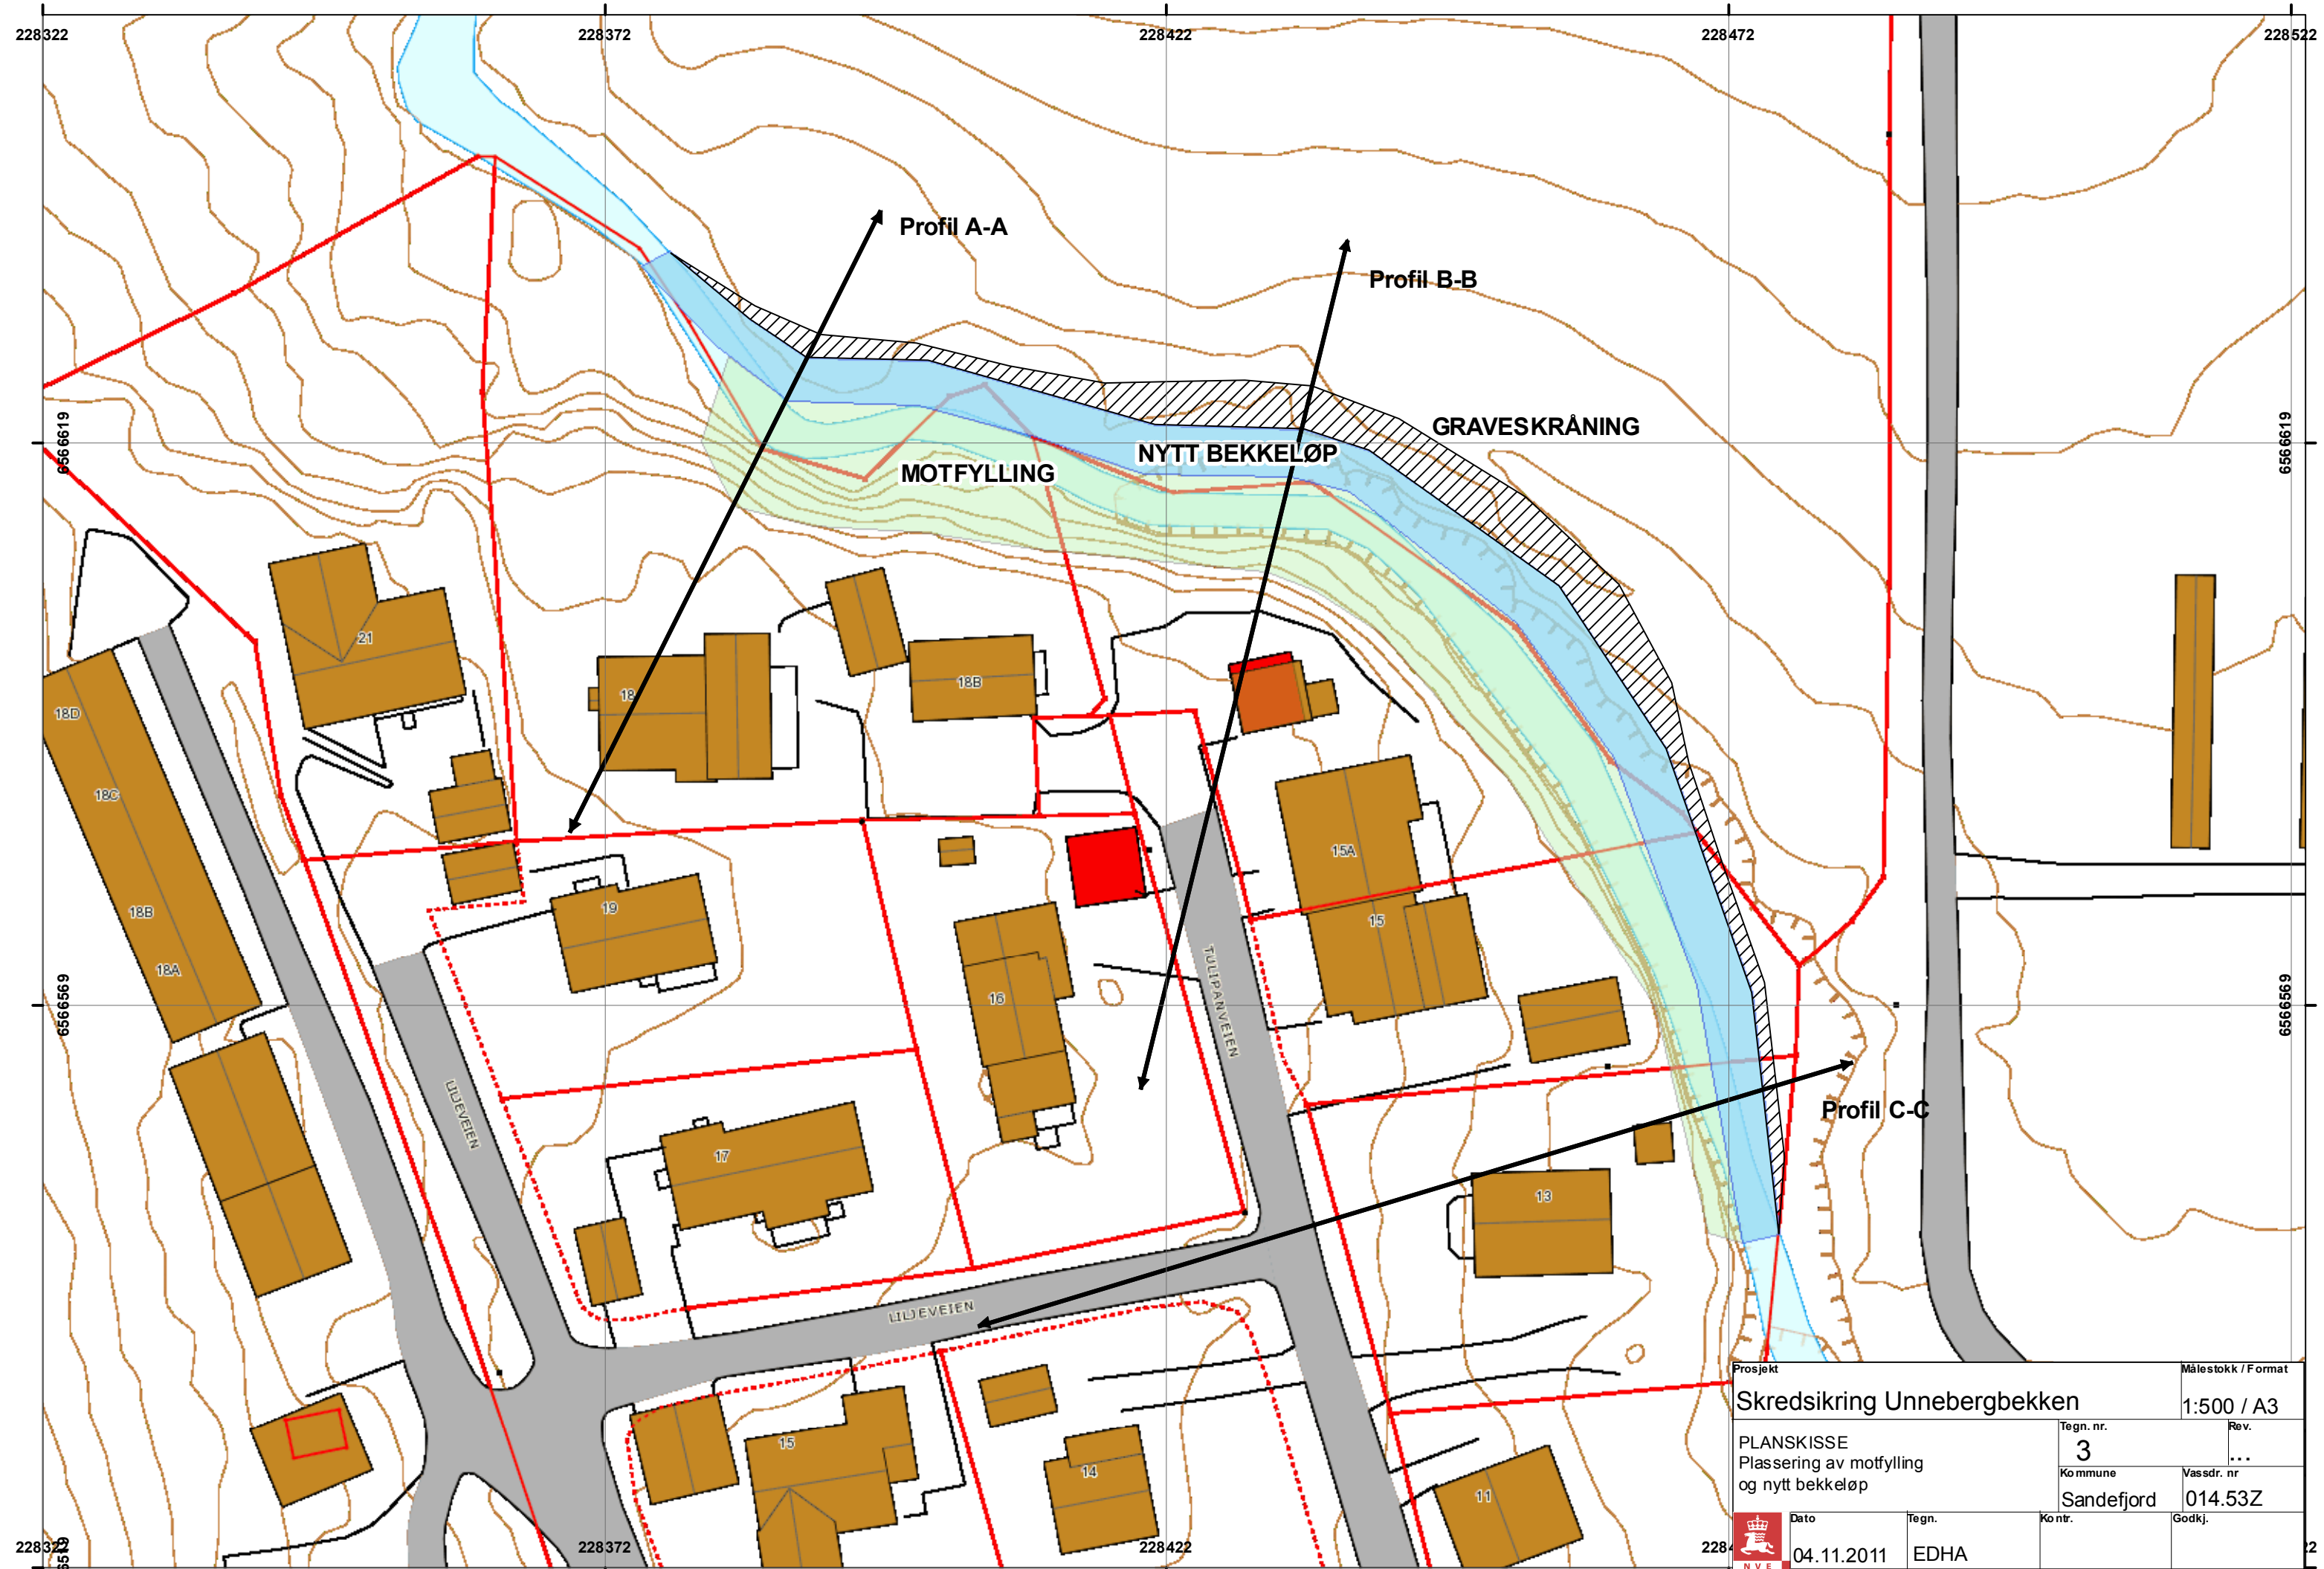 228322
228372
228422
228472
228522
Profil A-A
Profil B-B
6566619
6566619
GRAVESKRÅNING
NYTT BEKKELØP
MOTFYLLING
21
18
18B
18D
18C
15A
18B
19
15
18A
16
TULIPANVEIEN
6566569
6566569
LILJEVEIEN
Profil C-C
17
13
LILJEVEIEN
15
14
11
Prosjekt
Målestokk / Format
Skredsikring Unnebergbekken
1:500 / A3
PLANSKISSE
Plassering av motfylling
og nytt bekkeløp
Tegn. nr.
Rev.
3
...
Kommune
Vassdr. nr
Sandefjord
014.53Z
Dato
Tegn.
Kontr.
Godkj.
04.11.2011
EDHA
NVE
228322
228372
228422